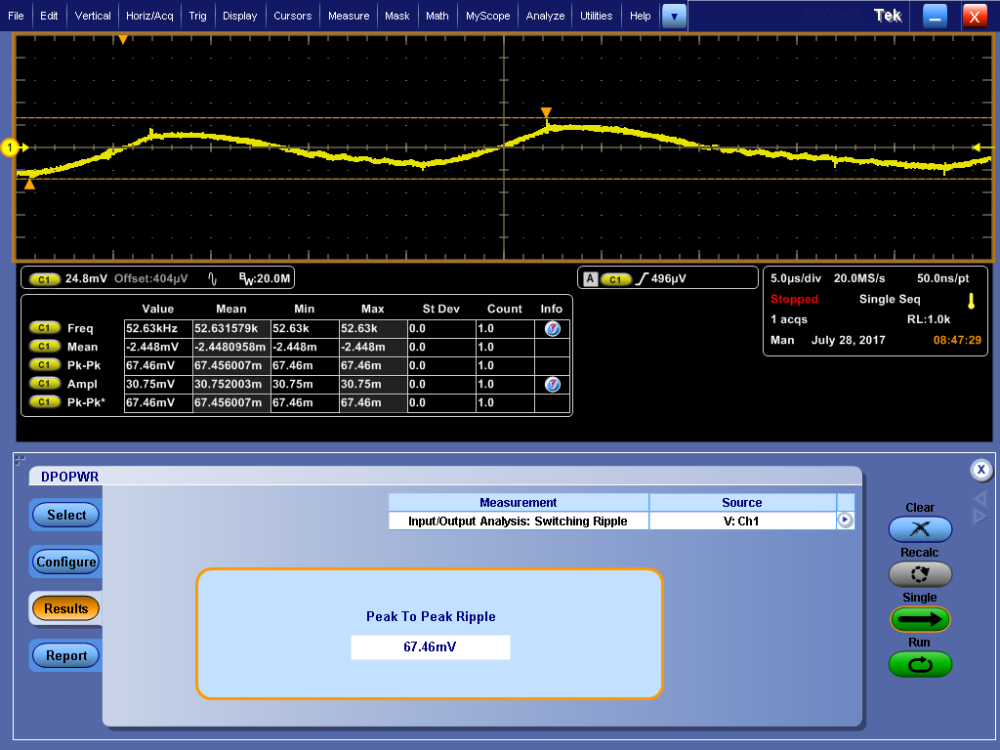 File Edit Vertical Horiz/Acq Trig Display Cursors Measure Mask Math MyScope Analyze Utilities Help Tek X
1
C1 24.8mV Offset:404µV BW:20.0M
A C1 496µV
5.0µs/div 20.0MS/s 50.0ns/pt
Stopped Single Seq
1 acqs RL:1.0k
Man July 28, 2017 08:47:29
Value Mean Min Max St Dev Count Info
C1 Freq 52.63kHz 52.631579k 52.63k 52.63k 0.0 1.0 i
C1 Mean -2.448mV -2.4480958m -2.448m -2.448m 0.0 1.0
C1 Pk-Pk 67.46mV 67.456007m 67.46m 67.46m 0.0 1.0
C1 Ampl 30.75mV 30.752003m 30.75m 30.75m 0.0 1.0 i
C1 Pk-Pk* 67.46mV 67.456007m 67.46m 67.46m 0.0 1.0
DPOPWR
X
Select
Configure
Results
Report
Measurement Source
Input/Output Analysis: Switching Ripple V: Ch1
Peak To Peak Ripple
67.46mV
Clear
Recalc
Single
Run